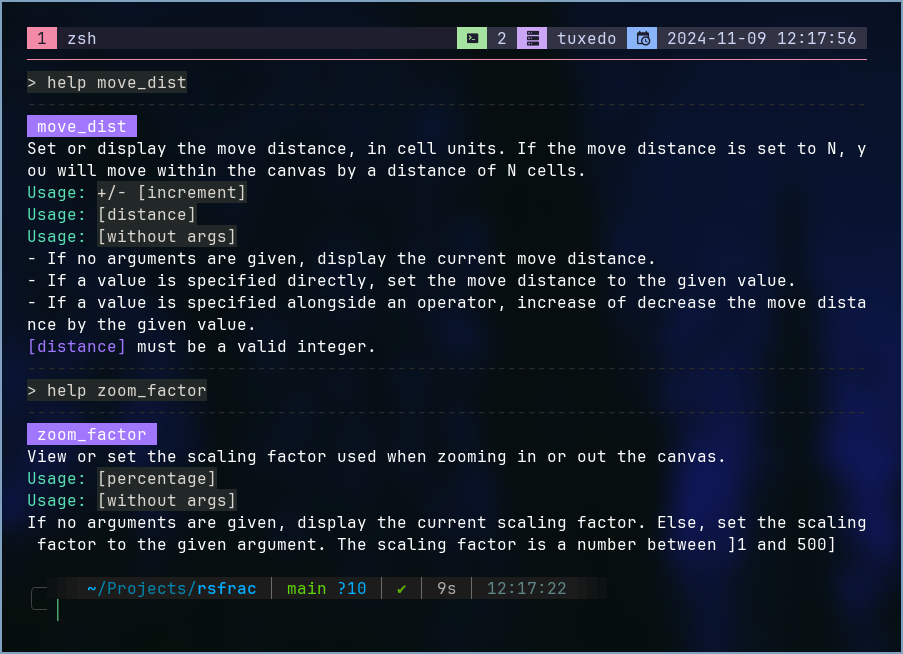 1 zsh 2 tuxedo 2024-11-09 12:17:56
> help move_dist
move_dist
Set or display the move distance, in cell units. If the move distance is set to N, y
ou will move within the canvas by a distance of N cells.
Usage: +/- [increment]
Usage: [distance]
Usage: [without args]
- If no arguments are given, display the current move distance.
- If a value is specified directly, set the move distance to the given value.
- If a value is specified alongside an operator, increase of decrease the move dista
nce by the given value.
[distance] must be a valid integer.
> help zoom_factor
zoom_factor
View or set the scaling factor used when zooming in or out the canvas.
Usage: [percentage]
Usage: [without args]
If no arguments are given, display the current scaling factor. Else, set the scaling
 factor to the given argument. The scaling factor is a number between ]1 and 500]
~/Projects/rsfrac │ main ?10 │ ✔ │ 9s │ 12:17:22